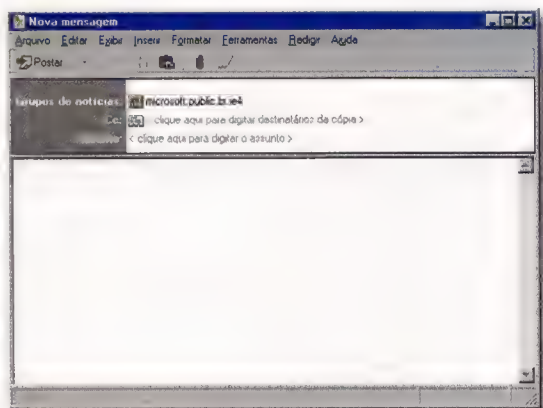 Nova mensagem
Arquivo Editar Exibir Inserir Formatar Ferramentas Redigir Ajuda
Postar
Grupos de notícias: microsoft.public.br.ie4
Cc: < clique aqui para digitar destinatários da cópia >
< clique aqui para digitar o assunto >